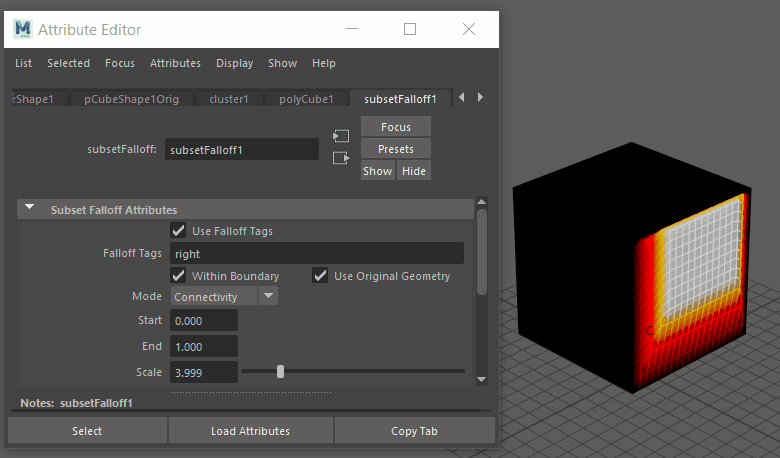 Attribute Editor
List Selected Focus Attributes Display Show Help
pCubeShape1Orig cluster1 polyCube1 subsetFalloff1
subsetFalloff: subsetFalloff1
Focus
Presets
Show Hide
Subset Falloff Attributes
Use Falloff Tags
Falloff Tags right
Within Boundary Use Original Geometry
Mode Connectivity
Start 0.000
End 1.000
Scale 3.999
Notes: subsetFalloff1
Select Load Attributes Copy Tab
C